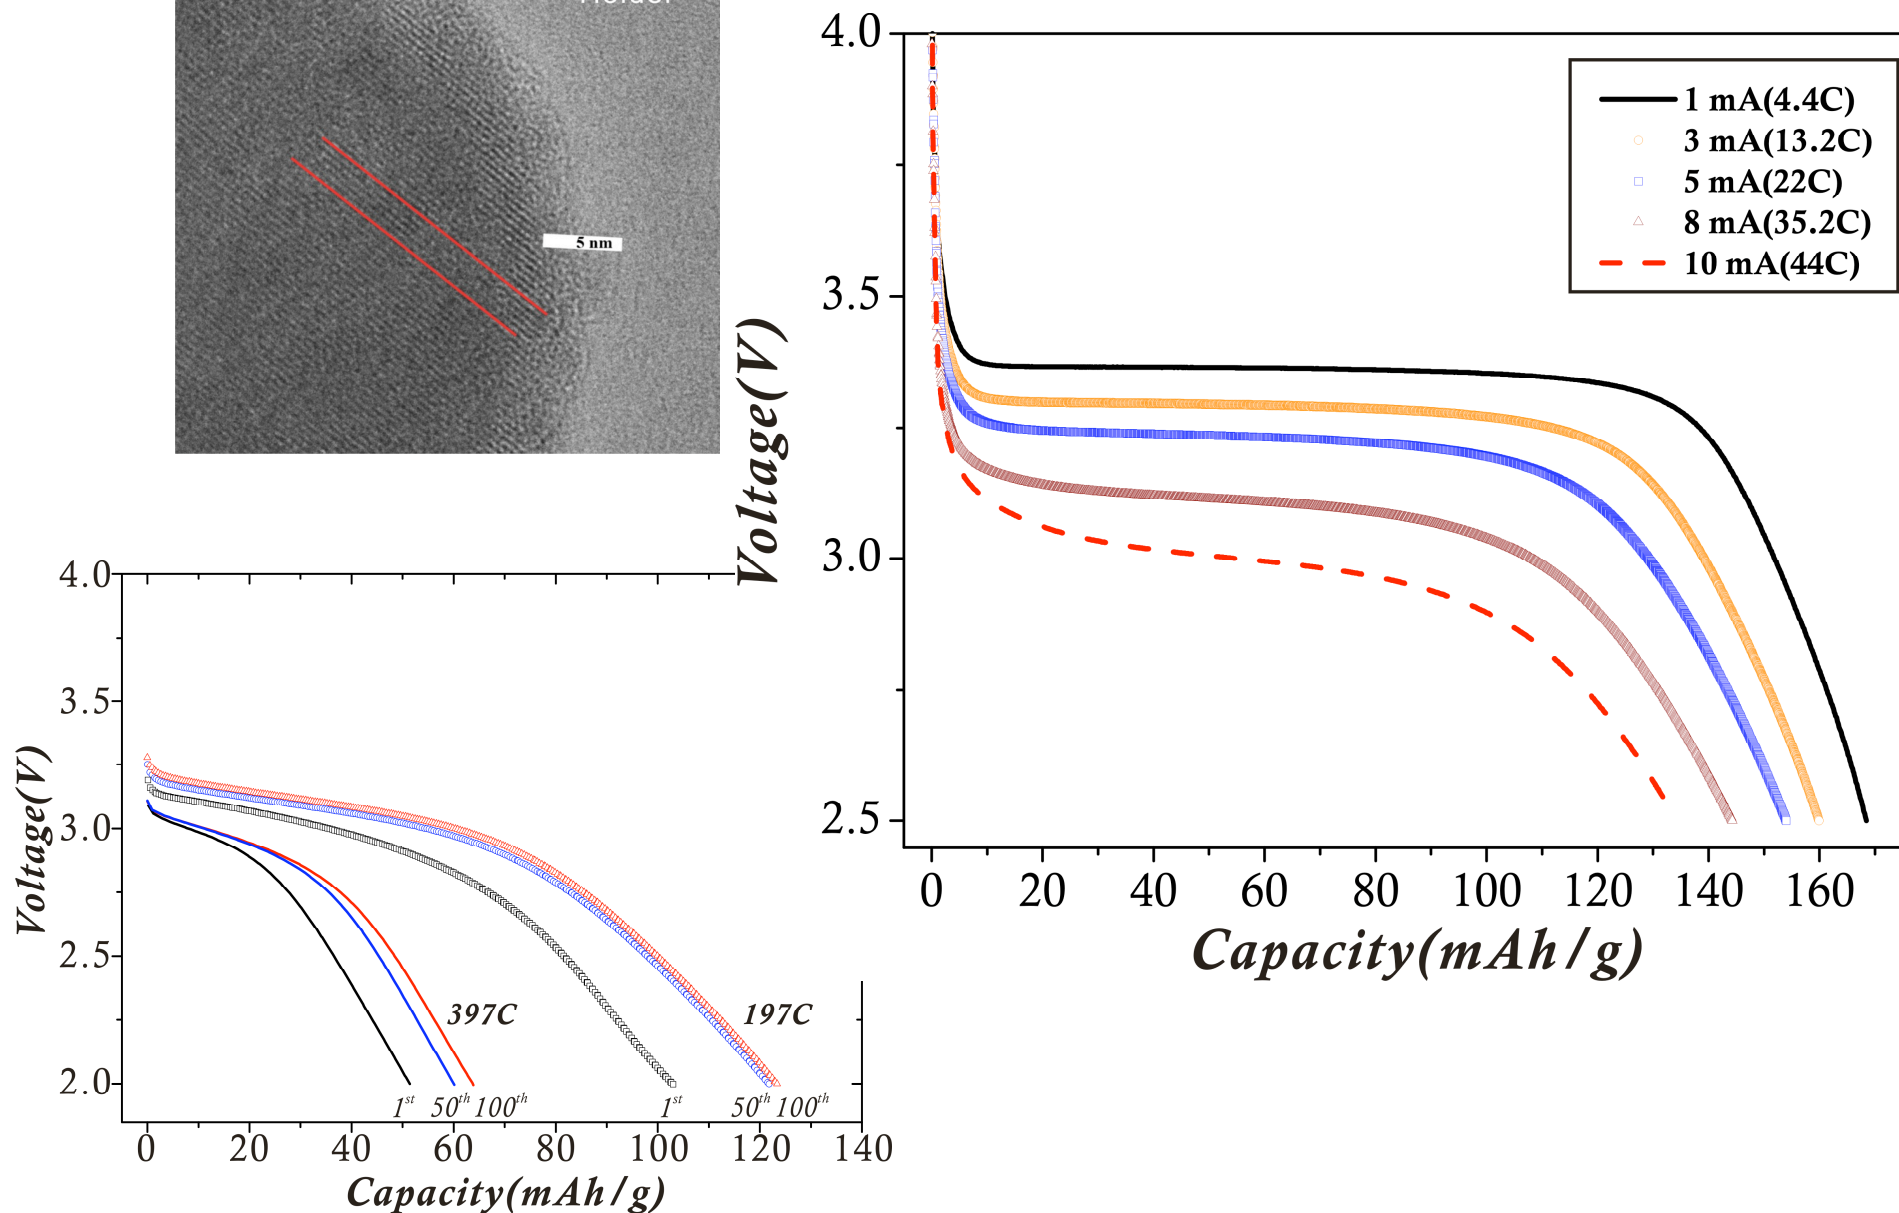 Holder
5 nm
4.0
3.5
3.0
2.5
Voltage(V)
1 mA(4.4C)
3 mA(13.2C)
5 mA(22C)
8 mA(35.2C)
10 mA(44C)
0 20 40 60 80 100 120 140 160
Capacity(mAh/g)
4.0
3.5
3.0
2.5
2.0
Voltage(V)
397C
197C
1st 50th 100th
1st 50th 100th
0 20 40 60 80 100 120 140
Capacity(mAh/g)